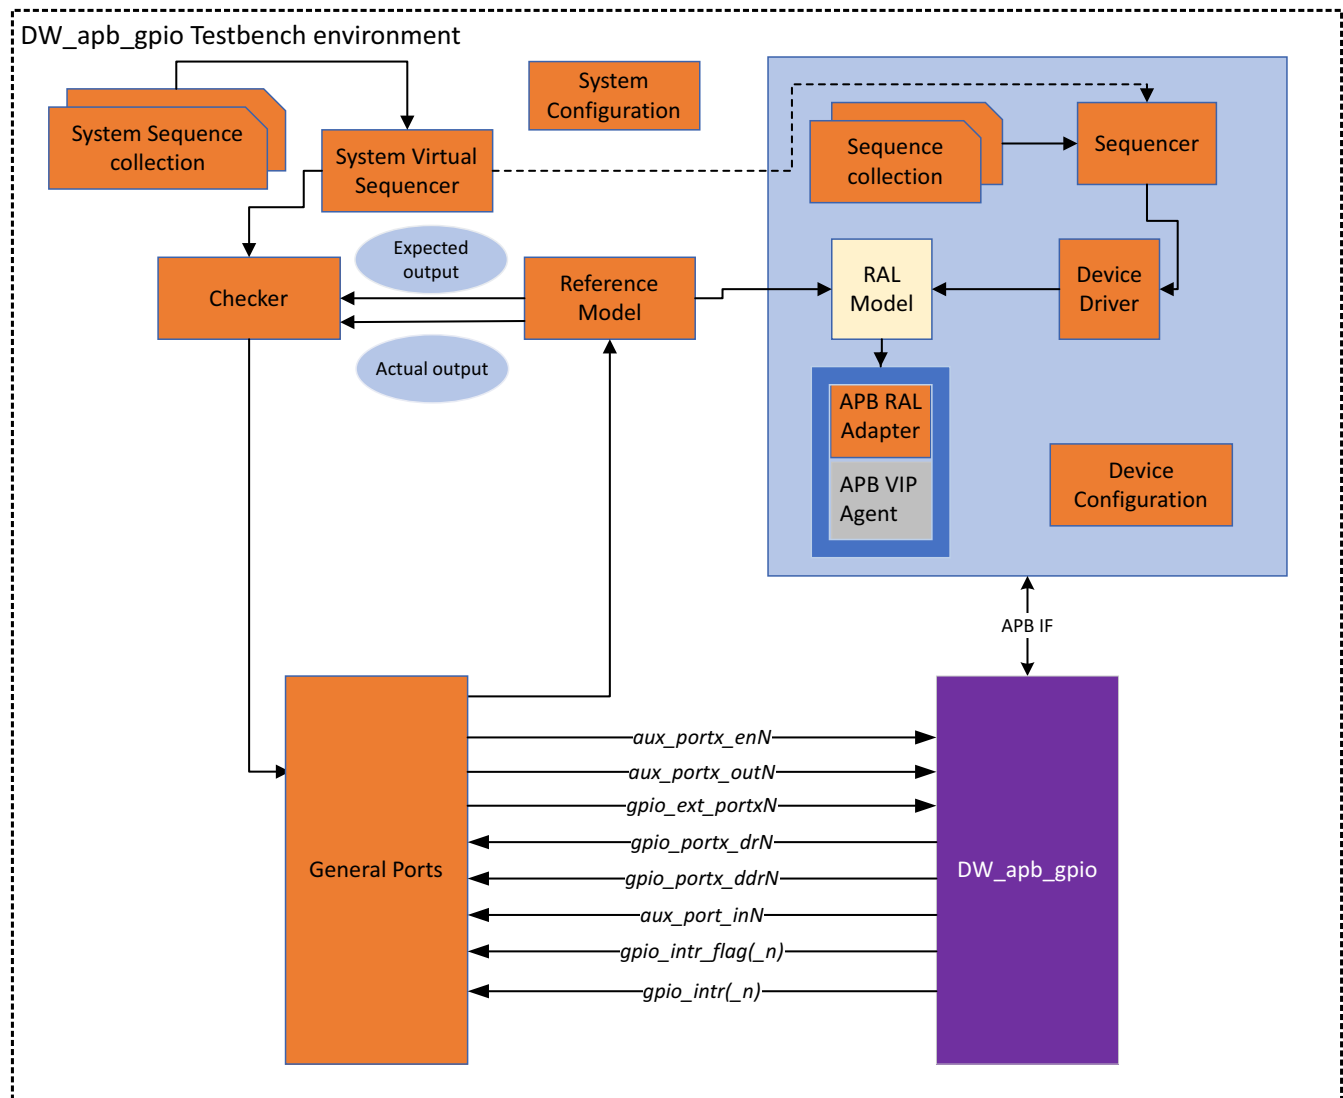 DW_apb_gpio Testbench environment
System
Configuration
System Sequence
collection
System Virtual
Sequencer
Sequence
collection
Sequencer
Expected
output
Checker
Reference
Model
RAL
Model
Device
Driver
Actual output
APB RAL
Adapter
APB VIP
Agent
Device
Configuration
APB IF
General Ports
aux_portx_enN
aux_portx_outN
gpio_ext_portxN
gpio_portx_drN
gpio_portx_ddrN
aux_port_inN
gpio_intr_flag(_n)
gpio_intr(_n)
DW_apb_gpio